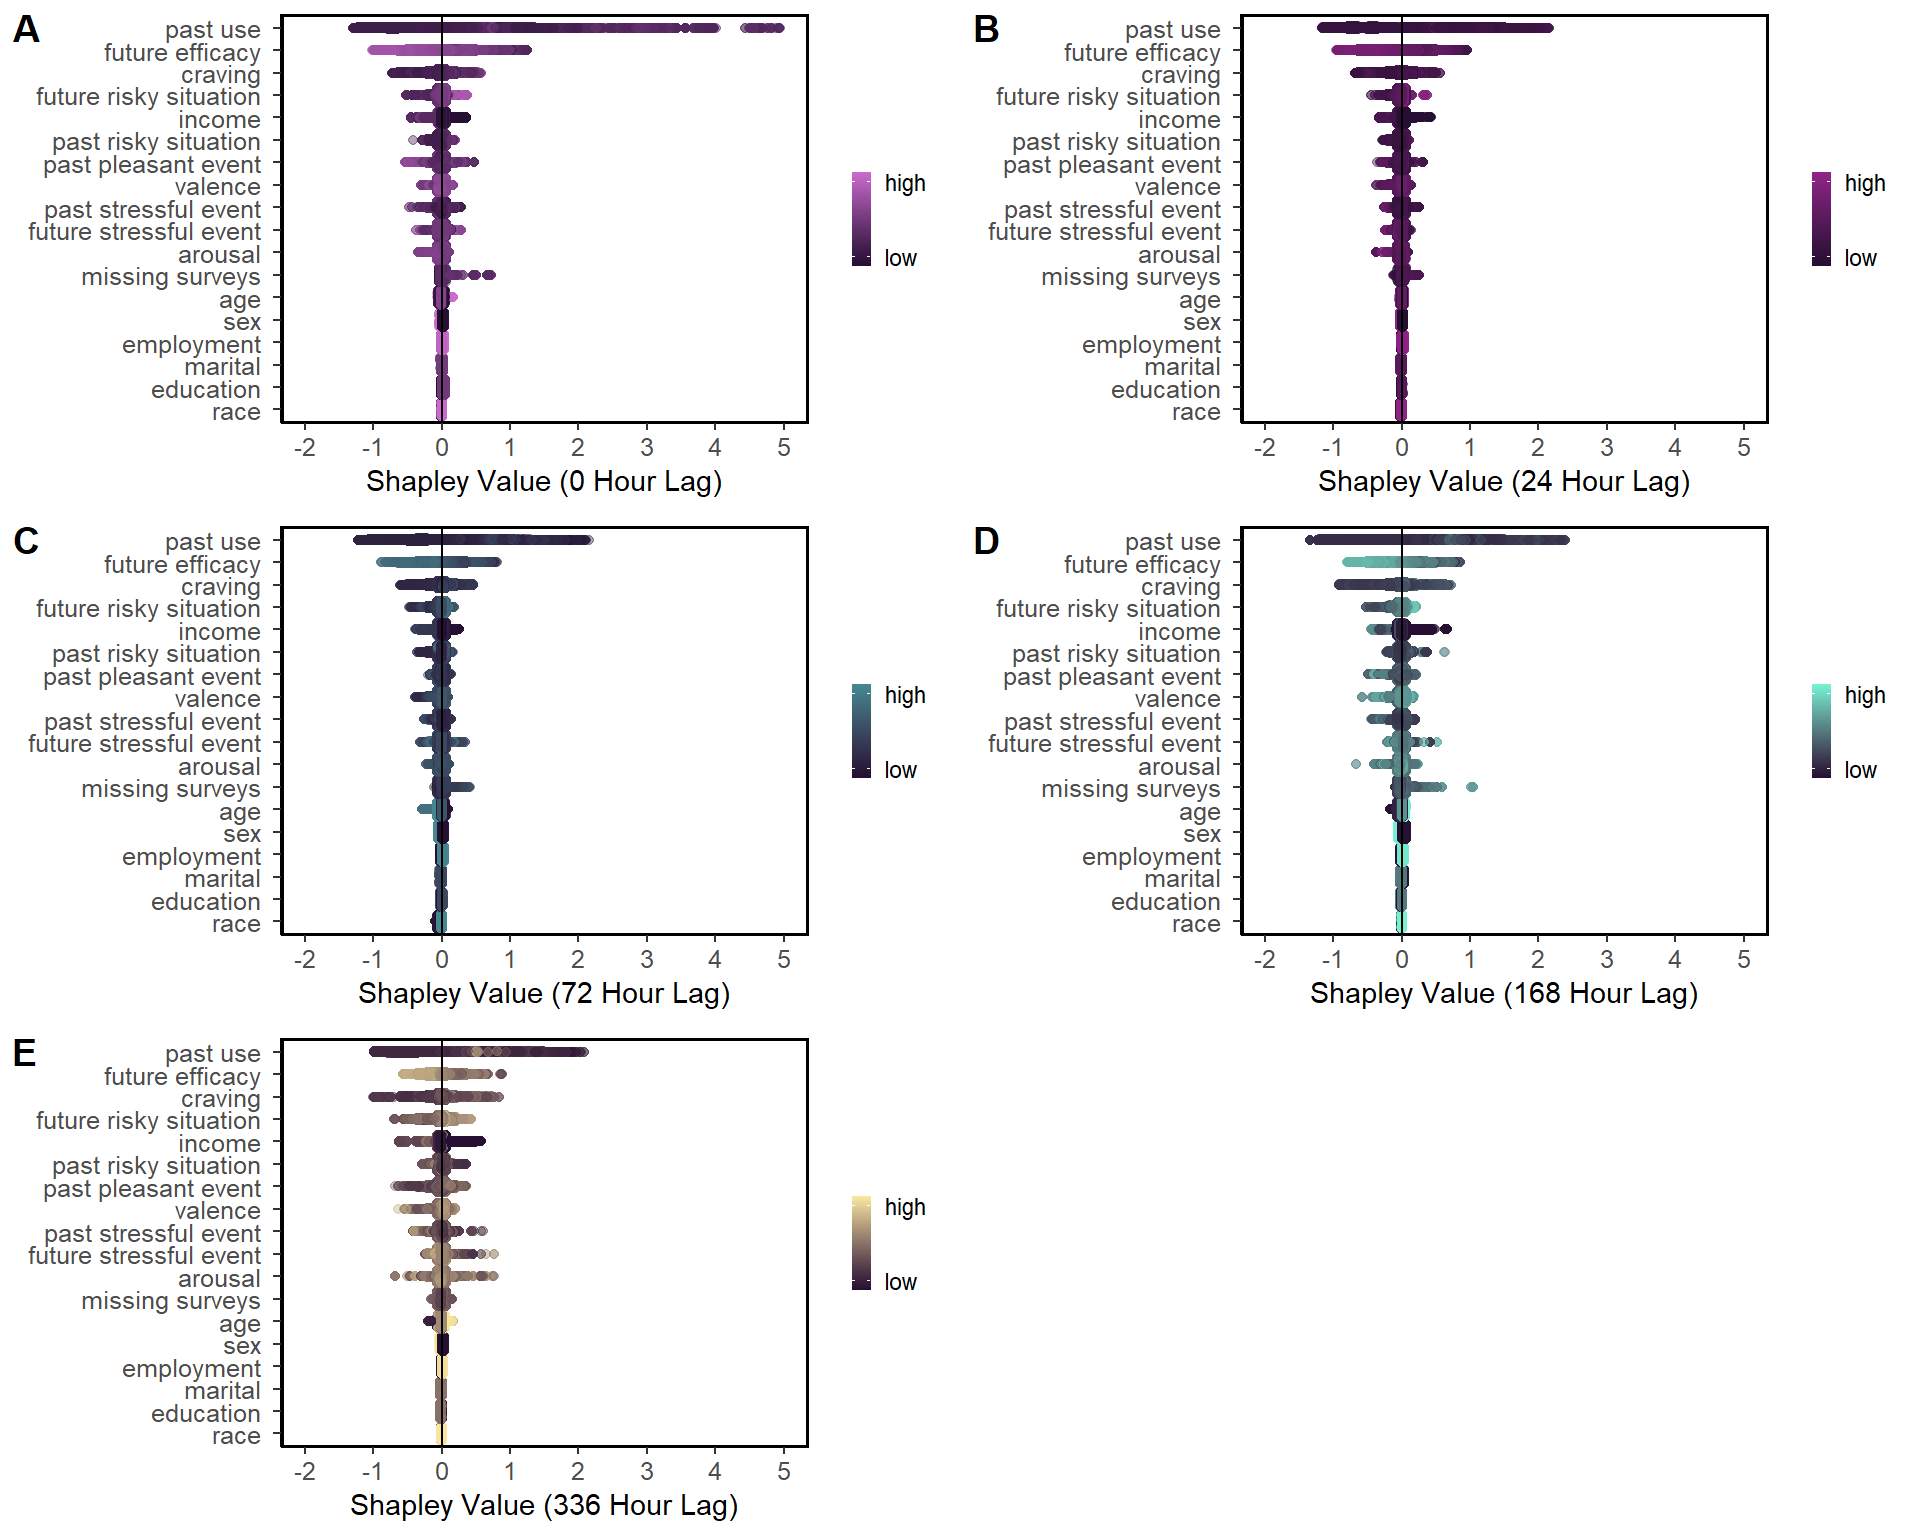 A
past use
future efficacy
craving
future risky situation
income
past risky situation
past pleasant event
valence
past stressful event
future stressful event
arousal
missing surveys
age
sex
employment
marital
education
race
-2 -1 0 1 2 3 4 5
Shapley Value (0 Hour Lag)
high
low
B
past use
future efficacy
craving
future risky situation
income
past risky situation
past pleasant event
valence
past stressful event
future stressful event
arousal
missing surveys
age
sex
employment
marital
education
race
-2 -1 0 1 2 3 4 5
Shapley Value (24 Hour Lag)
high
low
C
past use
future efficacy
craving
future risky situation
income
past risky situation
past pleasant event
valence
past stressful event
future stressful event
arousal
missing surveys
age
sex
employment
marital
education
race
-2 -1 0 1 2 3 4 5
Shapley Value (72 Hour Lag)
high
low
D
past use
future efficacy
craving
future risky situation
income
past risky situation
past pleasant event
valence
past stressful event
future stressful event
arousal
missing surveys
age
sex
employment
marital
education
race
-2 -1 0 1 2 3 4 5
Shapley Value (168 Hour Lag)
high
low
E
past use
future efficacy
craving
future risky situation
income
past risky situation
past pleasant event
valence
past stressful event
future stressful event
arousal
missing surveys
age
sex
employment
marital
education
race
-2 -1 0 1 2 3 4 5
Shapley Value (336 Hour Lag)
high
low